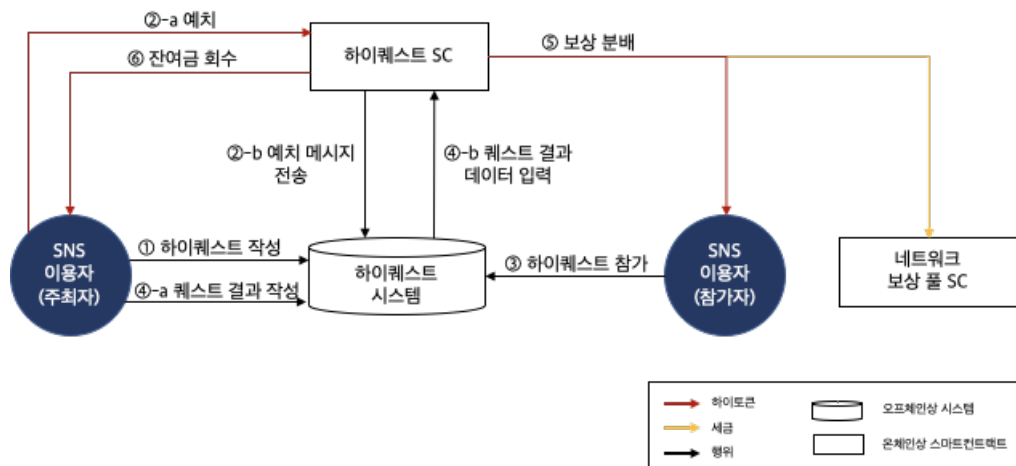 ②-a 예치
하이퀘스트 SC
⑤ 보상 분배
⑥ 잔여금 회수
②-b 예치 메시지
전송
④-b 퀘스트 결과
데이터 입력
SNS
이용자
(주최자)
① 하이퀘스트 작성
④-a 퀘스트 결과 작성
하이퀘스트
시스템
③ 하이퀘스트 참가
SNS
이용자
(참가자)
네트워크
보상 풀 SC
하이토큰
세금
행위
오프체인상 시스템
온체인상 스마트컨트랙트